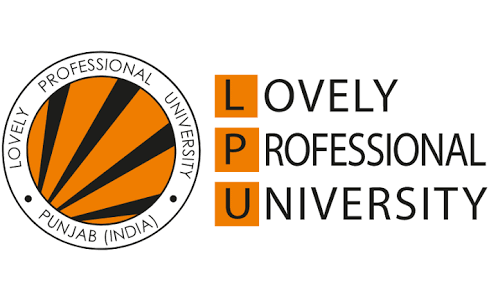 LOVELY PROFESSIONAL UNIVERSITY
• PUNJAB (INDIA) •
LOVELY
PROFESSIONAL
UNIVERSITY